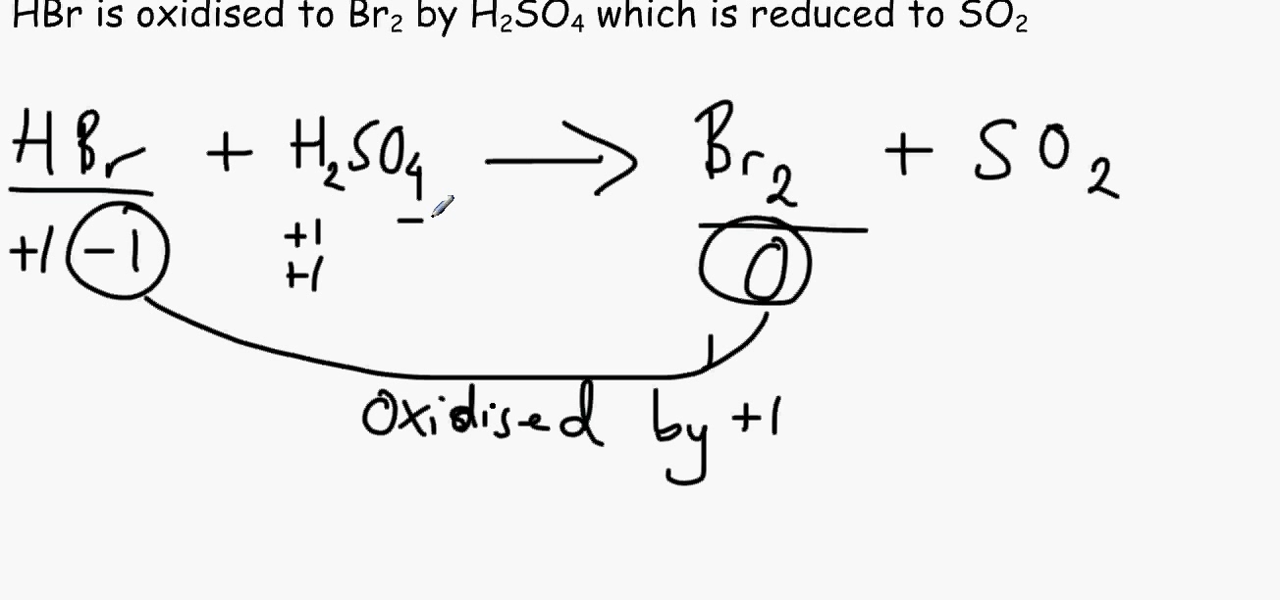 HBr is oxidised to Br₂ by H₂SO₄ which is reduced to SO₂
HBr + H₂SO₄ → Br₂ + SO₂
+1 -1 +1 - 0
+1
Oxidised by +1